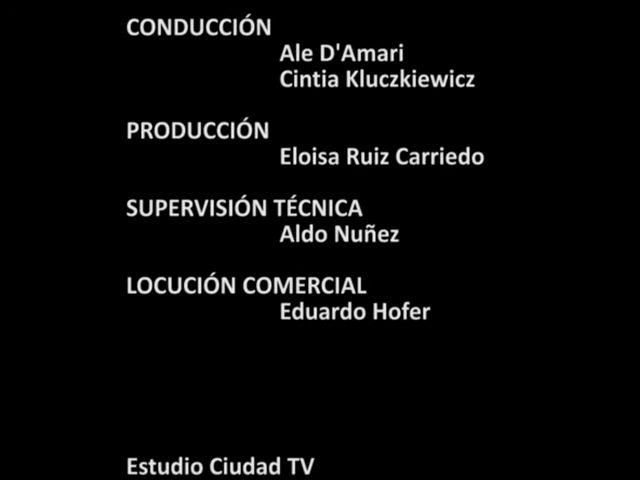 CONDUCCIÓN
Ale D'Amari
Cintia Kluczkiewicz
PRODUCCIÓN
Eloisa Ruiz Carriedo
SUPERVISIÓN TÉCNICA
Aldo Nuñez
LOCUCIÓN COMERCIAL
Eduardo Hofer
Estudio Ciudad TV